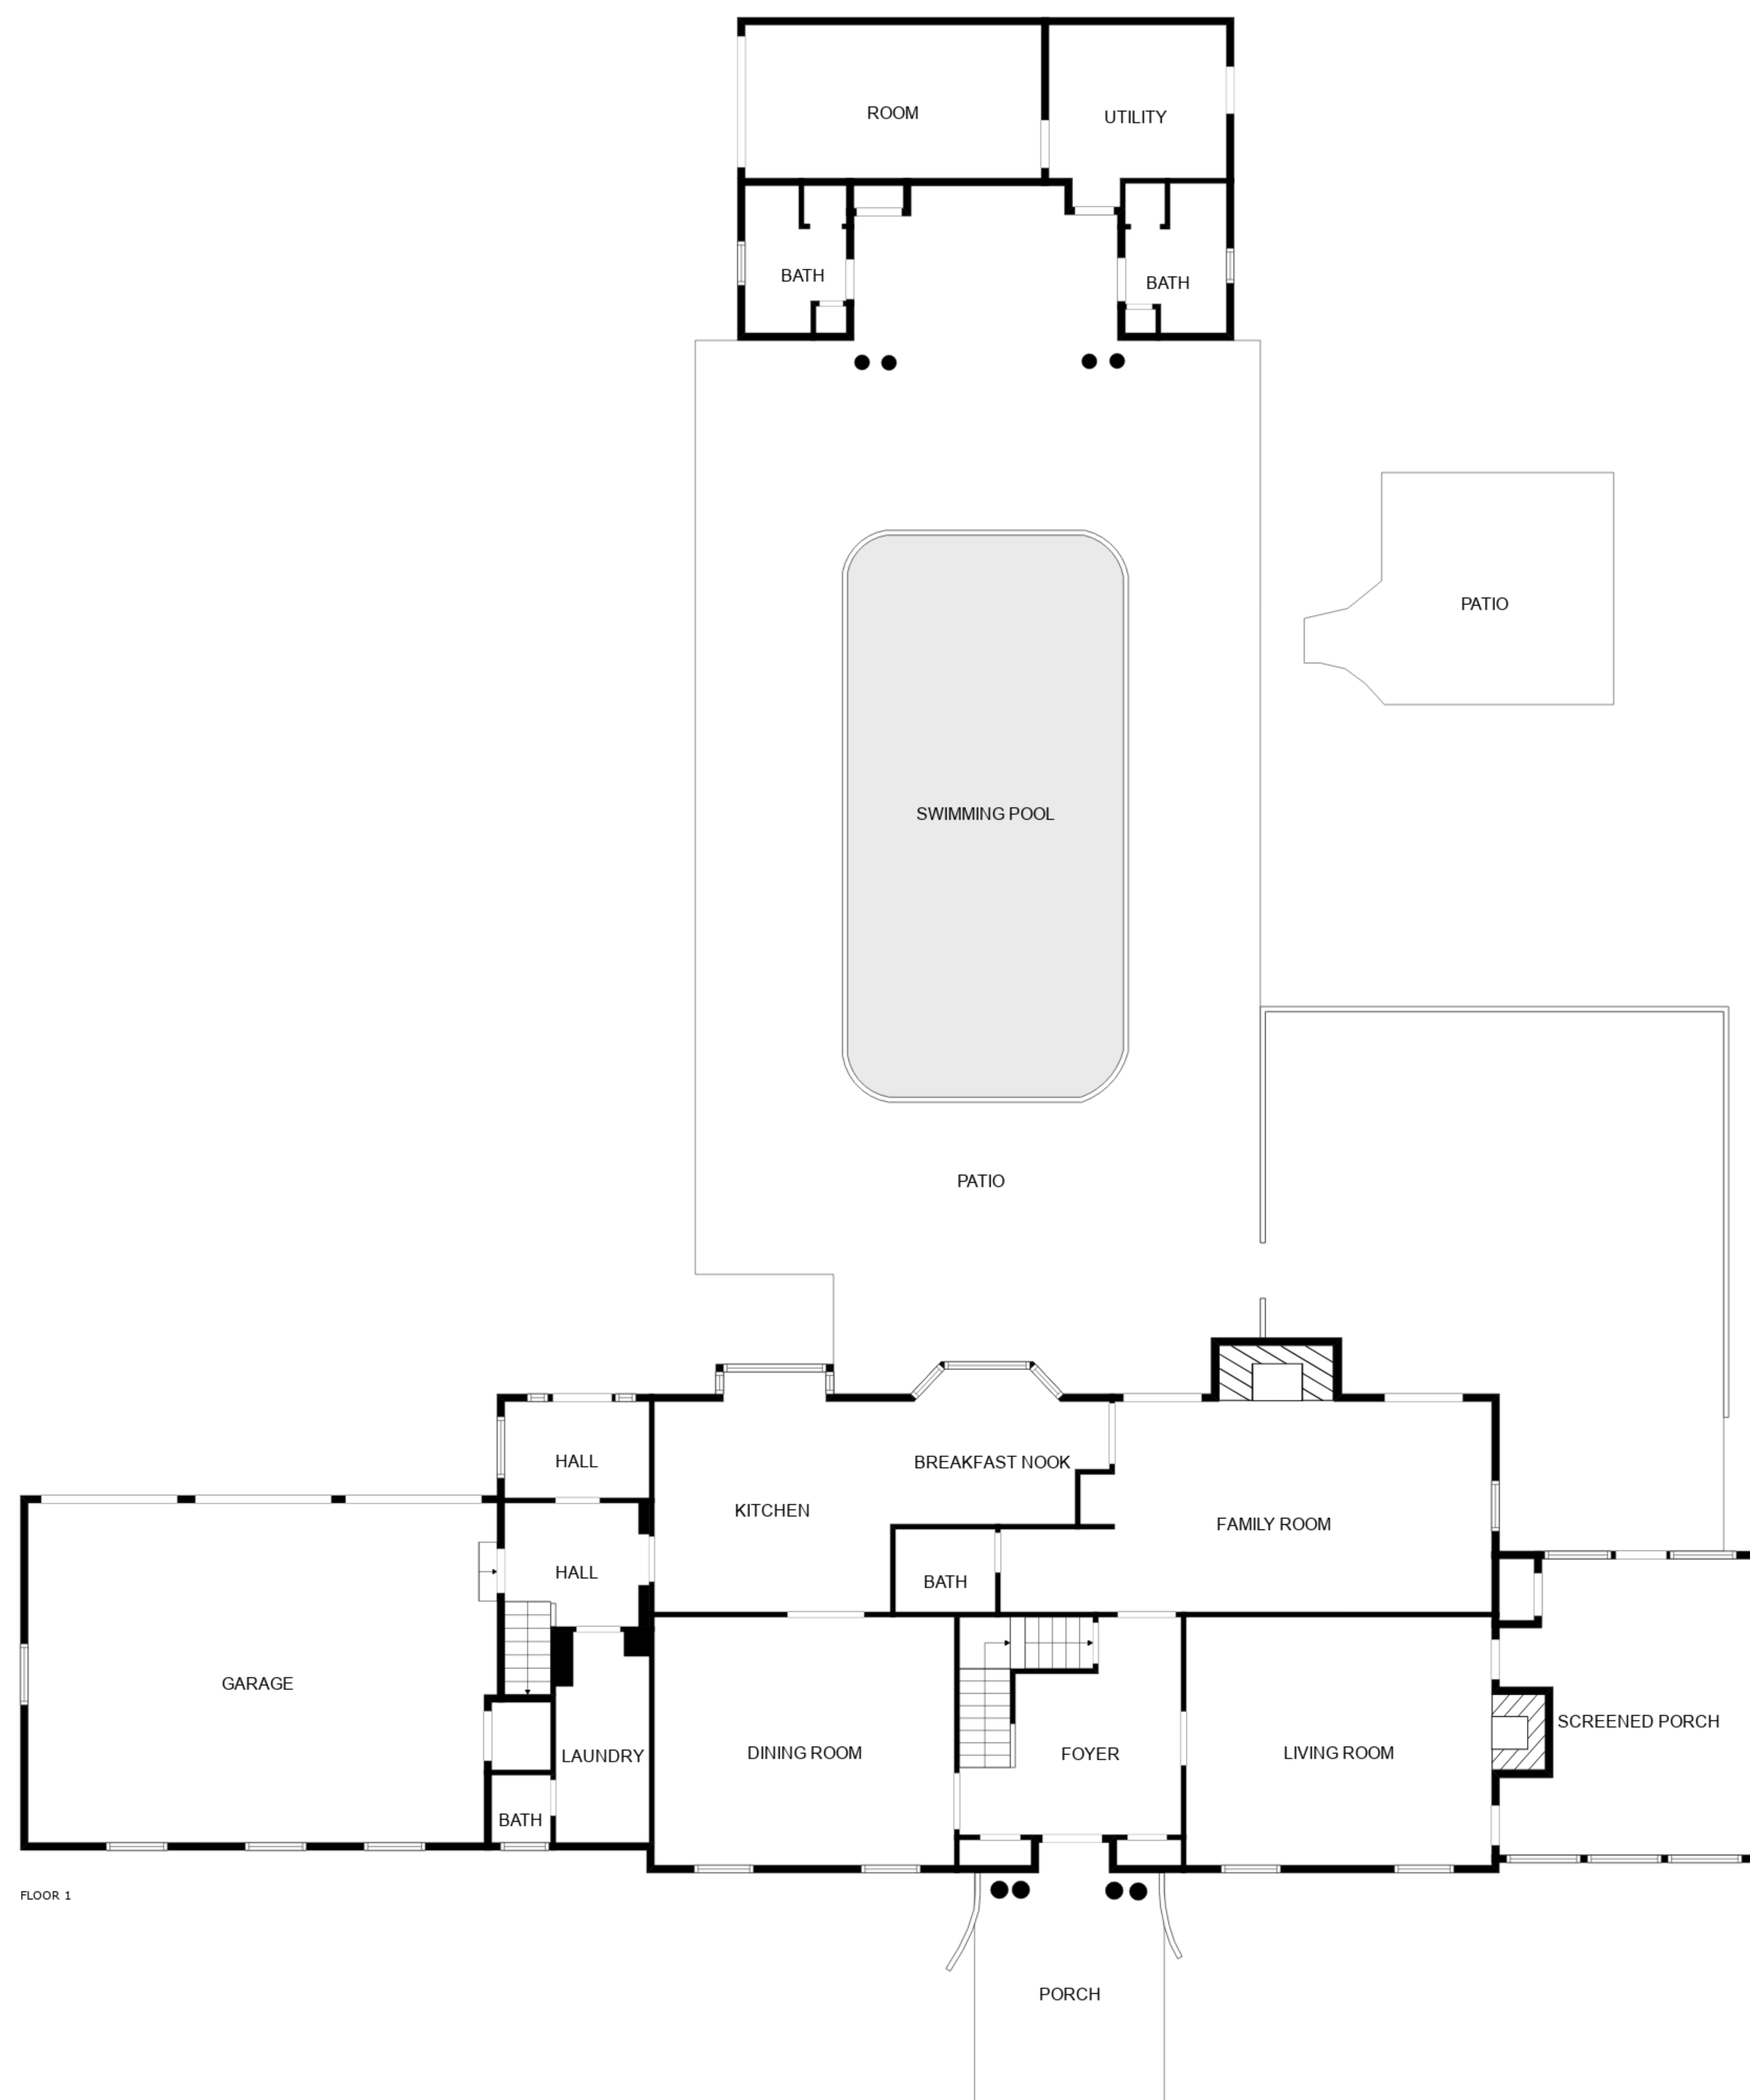 ROOM
UTILITY
BATH
BATH
PATIO
SWIMMING POOL
PATIO
HALL
BREAKFAST NOOK
KITCHEN
FAMILY ROOM
HALL
BATH
GARAGE
SCREENED PORCH
DINING ROOM
FOYER
LIVING ROOM
LAUNDRY
BATH
FLOOR 1
PORCH